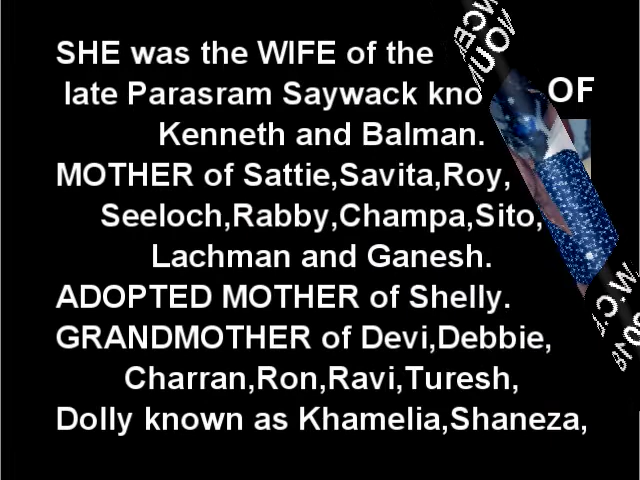 SHE was the WIFE of the
late Parasram Saywack kno OF
Kenneth and Balman.
MOTHER of Sattie,Savita,Roy,
Seeloch,Rabby,Champa,Sito,
Lachman and Ganesh.
ADOPTED MOTHER of Shelly.
GRANDMOTHER of Devi,Debbie,
Charran,Ron,Ravi,Turesh,
Dolly known as Khamelia,Shaneza,